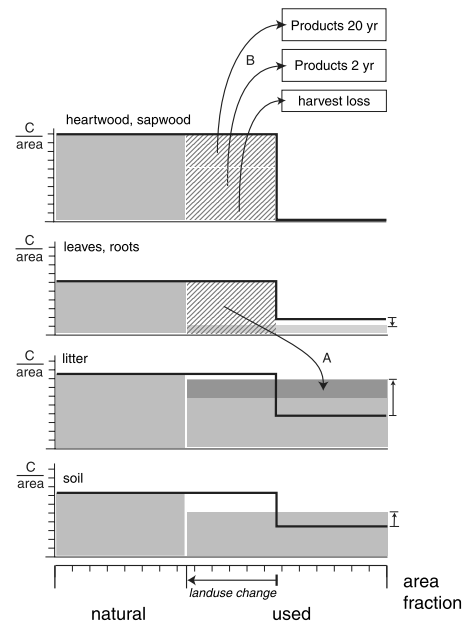 Products 20 yr
B
Products 2 yr
harvest loss
heartwood, sapwood
C
area
leaves, roots
C
area
litter
A
C
area
soil
C
area
landuse change
area
fraction
natural
used